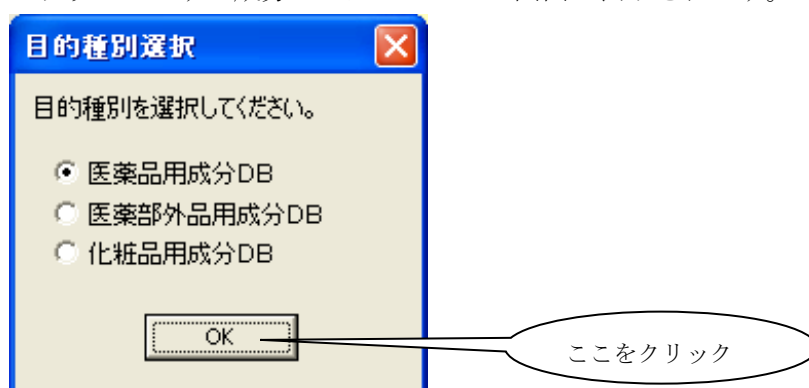 目的種別選択
目的種別を選択してください。
医薬品用成分DB
医薬部外品用成分DB
化粧品用成分DB
OK
ここをクリック